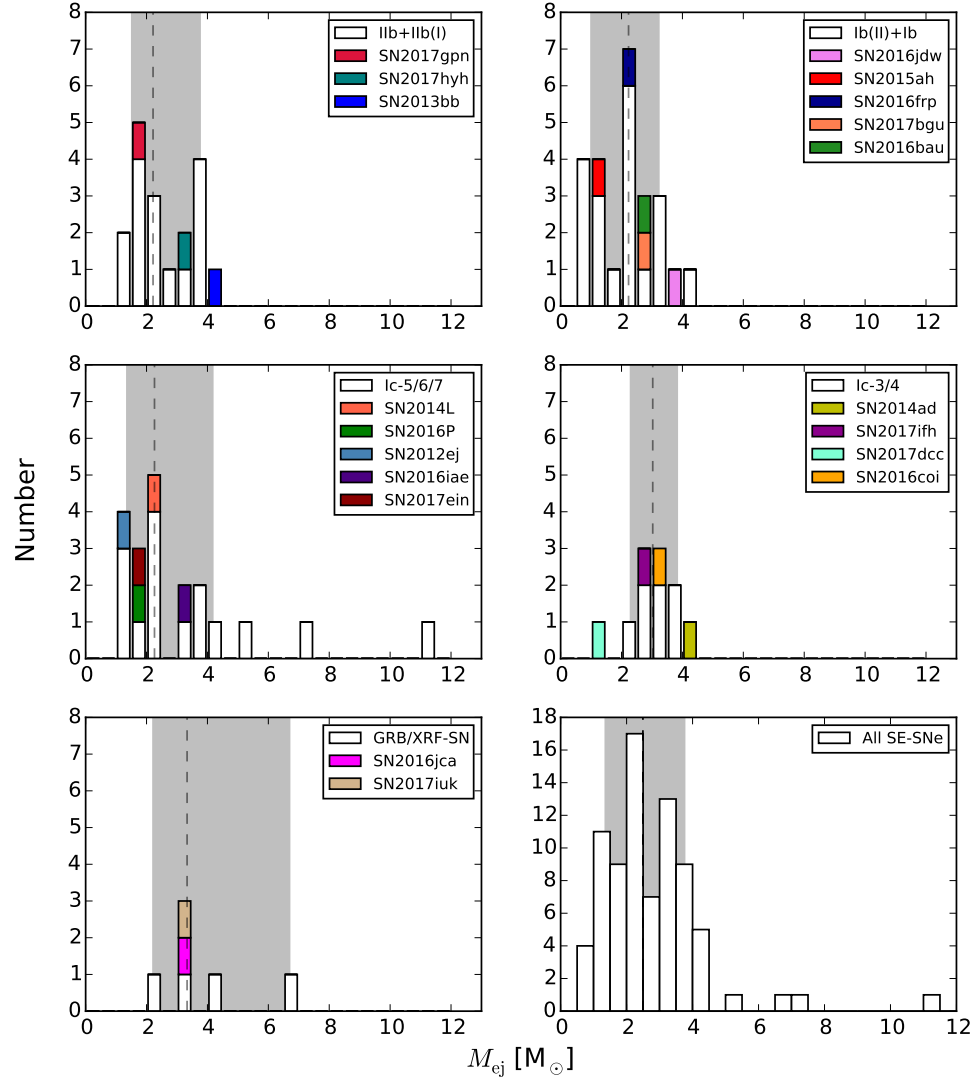 8
7
6
5
4
3
2
1
0
0 2 4 6 8 10 12
IIb+IIb(I)
SN2017gpn
SN2017hyh
SN2013bb
8
7
6
5
4
3
2
1
0
0 2 4 6 8 10 12
Ib(II)+Ib
SN2016jdw
SN2015ah
SN2016frp
SN2017bgu
SN2016bau
Number
8
7
6
5
4
3
2
1
0
0 2 4 6 8 10 12
Ic-5/6/7
SN2014L
SN2016P
SN2012ej
SN2016iae
SN2017ein
8
7
6
5
4
3
2
1
0
0 2 4 6 8 10 12
Ic-3/4
SN2014ad
SN2017ifh
SN2017dcc
SN2016coi
8
7
6
5
4
3
2
1
0
0 2 4 6 8 10 12
GRB/XRF-SN
SN2016jca
SN2017iuk
18
16
14
12
10
8
6
4
2
0
0 2 4 6 8 10 12
All SE-SNe
M_ej [M_⊙]